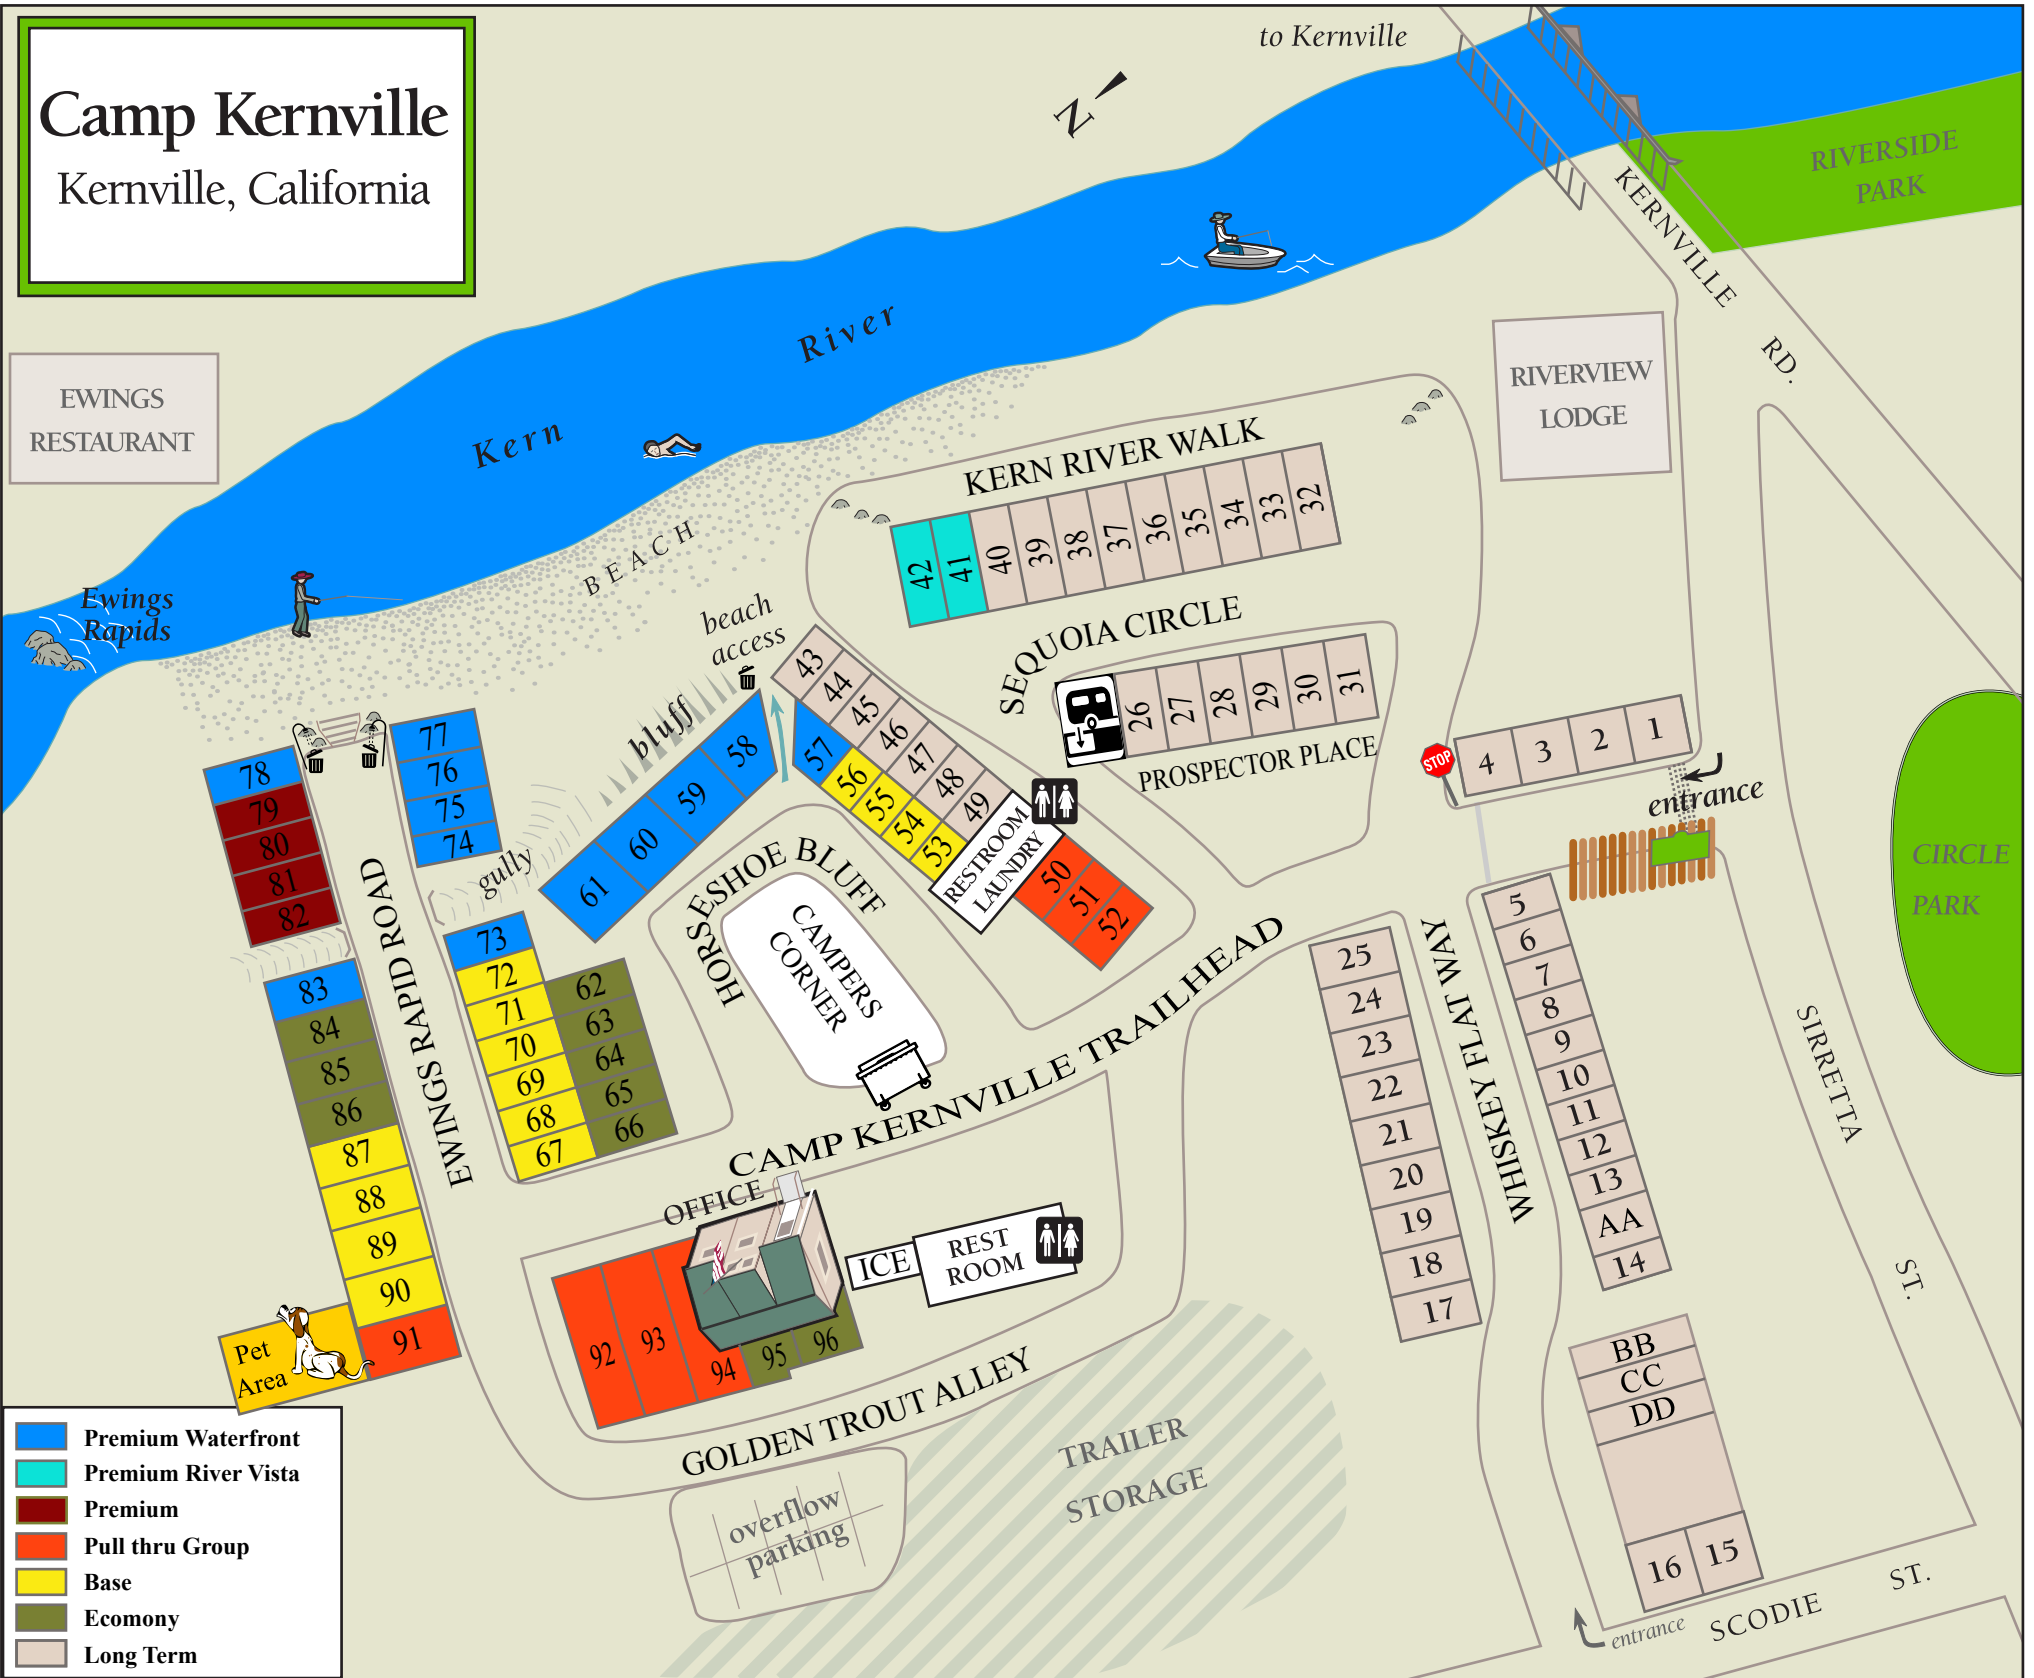 Camp Kernville
Kernville, California
to Kernville
N
RIVERSIDE
PARK
KERNVILLE RD.
RIVERVIEW
LODGE
EWINGS
RESTAURANT
Kern River
Ewings
Rapids
BEACH
beach
access
bluff
gully
KERN RIVER WALK
42 41 40 39 38 37 36 35 34 33 32
SEQUOIA CIRCLE
26 27 28 29 30 31
PROSPECTOR PLACE
STOP
4 3 2 1
entrance
CIRCLE
PARK
43
44
45
46
47
48
49
57
56
55
54
53
RESTROOM
LAUNDRY
50
51
52
58
59
60
61
HORSESHOE BLUFF
CAMPERS
CORNER
77
76
75
74
78
79
80
81
82
EWINGS RAPID ROAD
83
84
85
86
87
88
89
90
91
Pet
Area
73
72
71
70
69
68
67
62
63
64
65
66
CAMP KERNVILLE TRAILHEAD
OFFICE
ICE
REST
ROOM
92 93 94 95 96
GOLDEN TROUT ALLEY
overflow
parking
TRAILER
STORAGE
25
24
23
22
21
20
19
18
17
WHISKEY FLAT WAY
5
6
7
8
9
10
11
12
13
AA
14
BB
CC
DD
16 15
SIRRETTA ST.
entrance
SCODIE ST.
Premium Waterfront
Premium River Vista
Premium
Pull thru Group
Base
Ecomony
Long Term